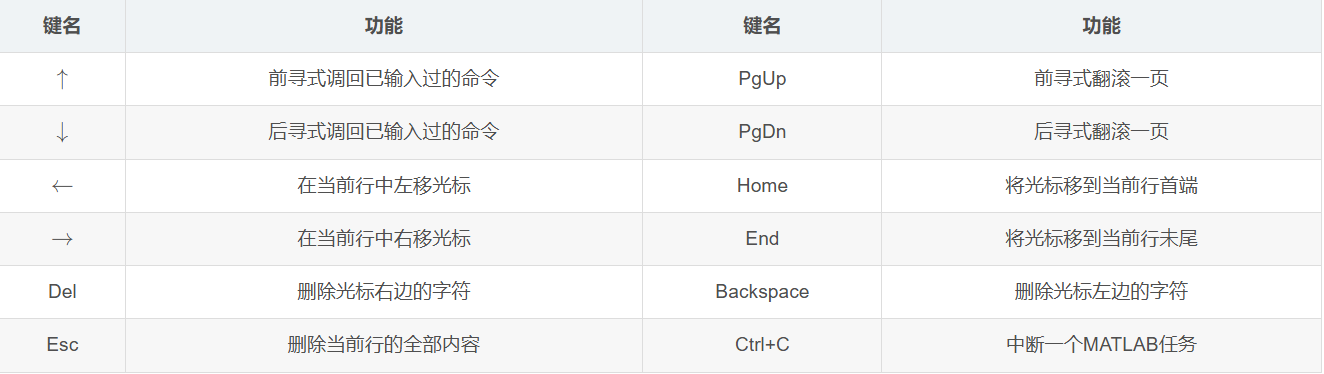 键名 功能 键名 功能
↑ 前寻式调回已输入过的命令 PgUp 前寻式翻滚一页
↓ 后寻式调回已输入过的命令 PgDn 后寻式翻滚一页
← 在当前行中左移光标 Home 将光标移到当前行首端
→ 在当前行中右移光标 End 将光标移到当前行末尾
Del 删除光标右边的字符 Backspace 删除光标左边的字符
Esc 删除当前行的全部内容 Ctrl+C 中断一个MATLAB任务